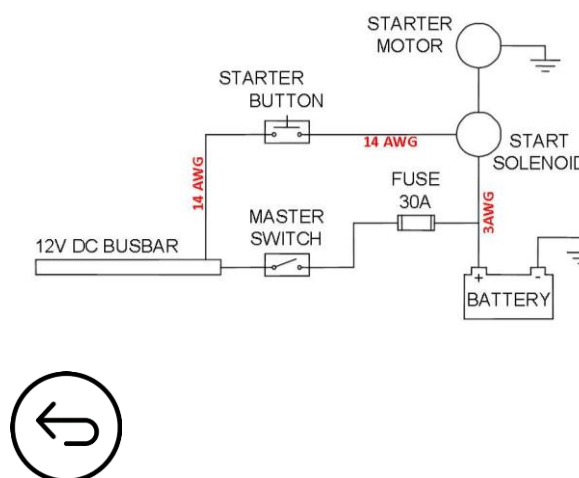 STARTER
MOTOR
STARTER
BUTTON
14 AWG
START
SOLENOID
14 AWG
FUSE
30A
3AWG
MASTER
SWITCH
12V DC BUSBAR
+ -
BATTERY